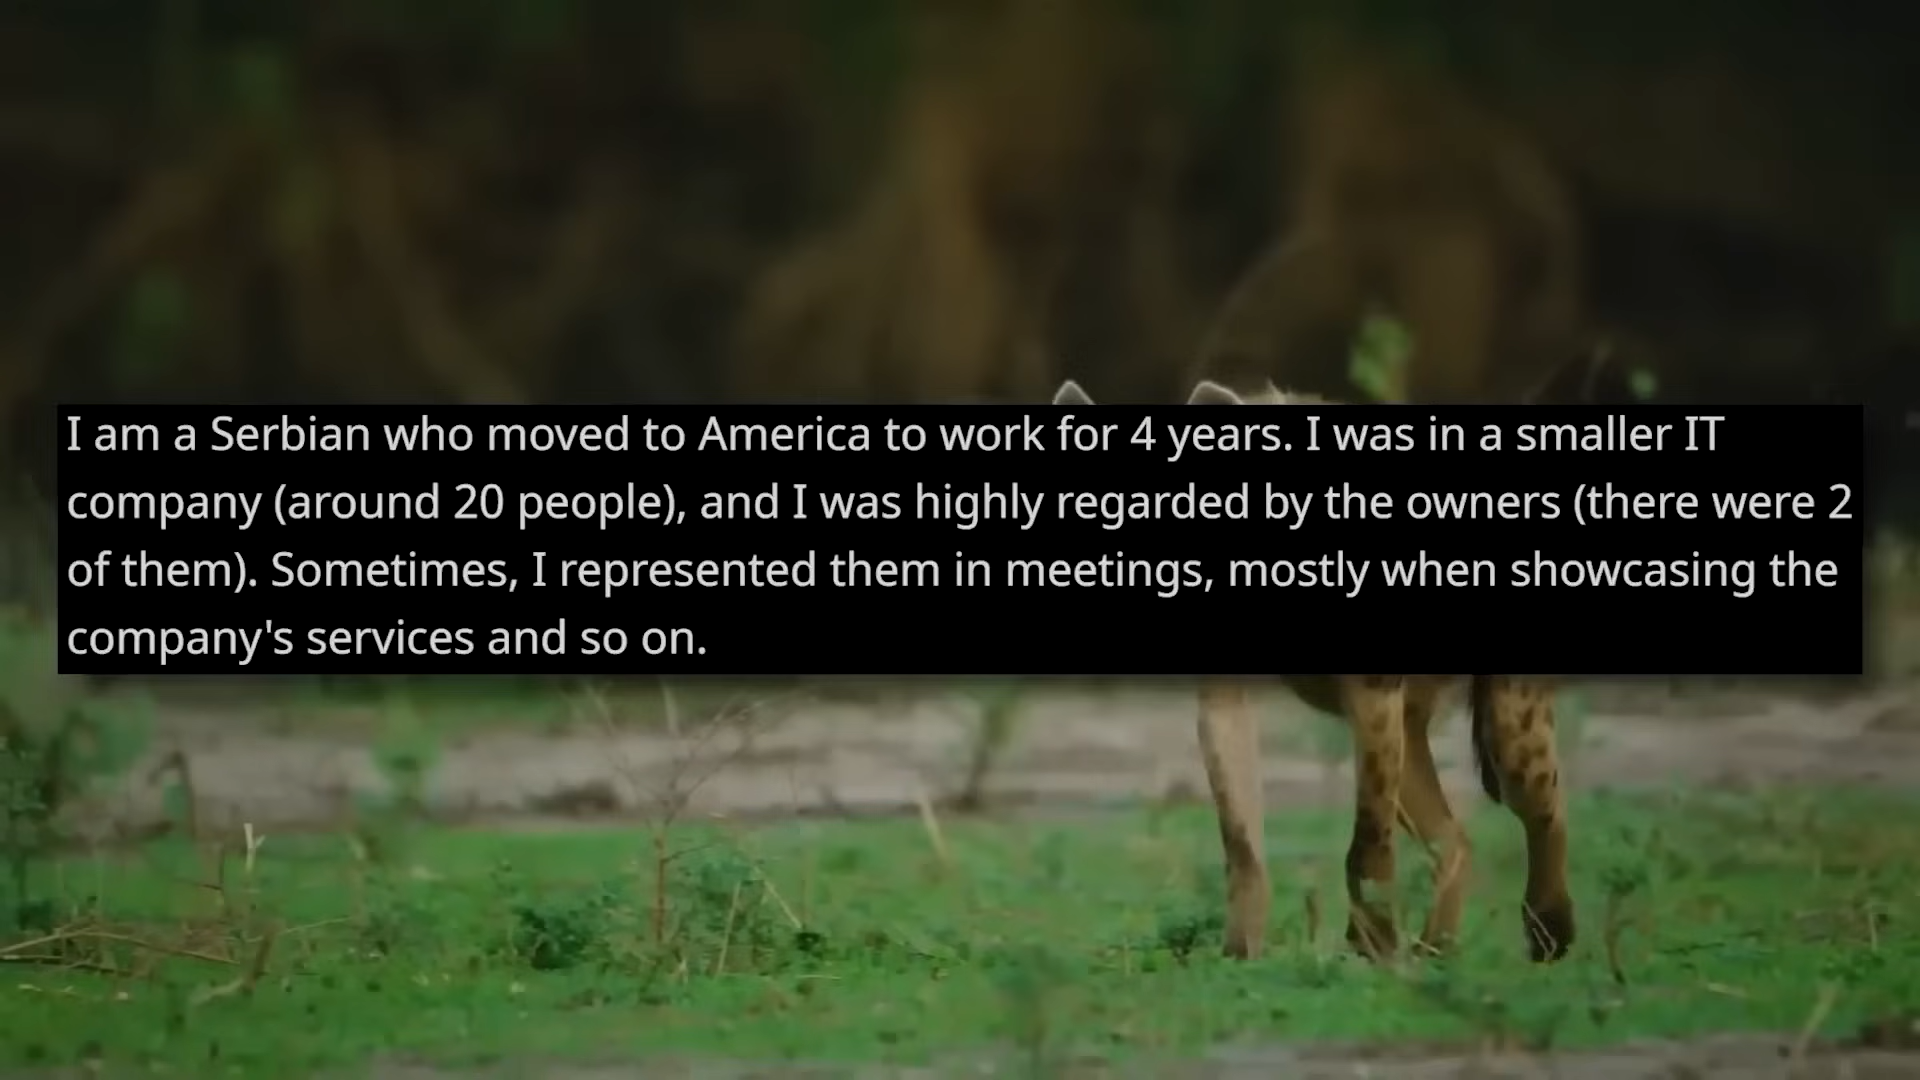 I am a Serbian who moved to America to work for 4 years. I was in a smaller IT
company (around 20 people), and I was highly regarded by the owners (there were 2
of them). Sometimes, I represented them in meetings, mostly when showcasing the
company's services and so on.